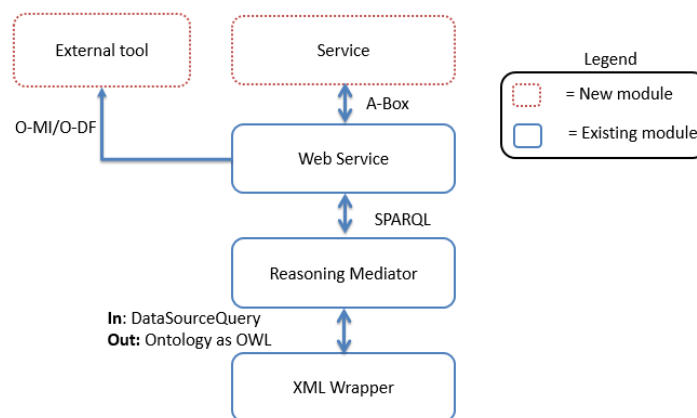 External tool
Service
Legend
= New module
= Existing module
O-MI/O-DF
A-Box
Web Service
SPARQL
Reasoning Mediator
In: DataSourceQuery
Out: Ontology as OWL
XML Wrapper